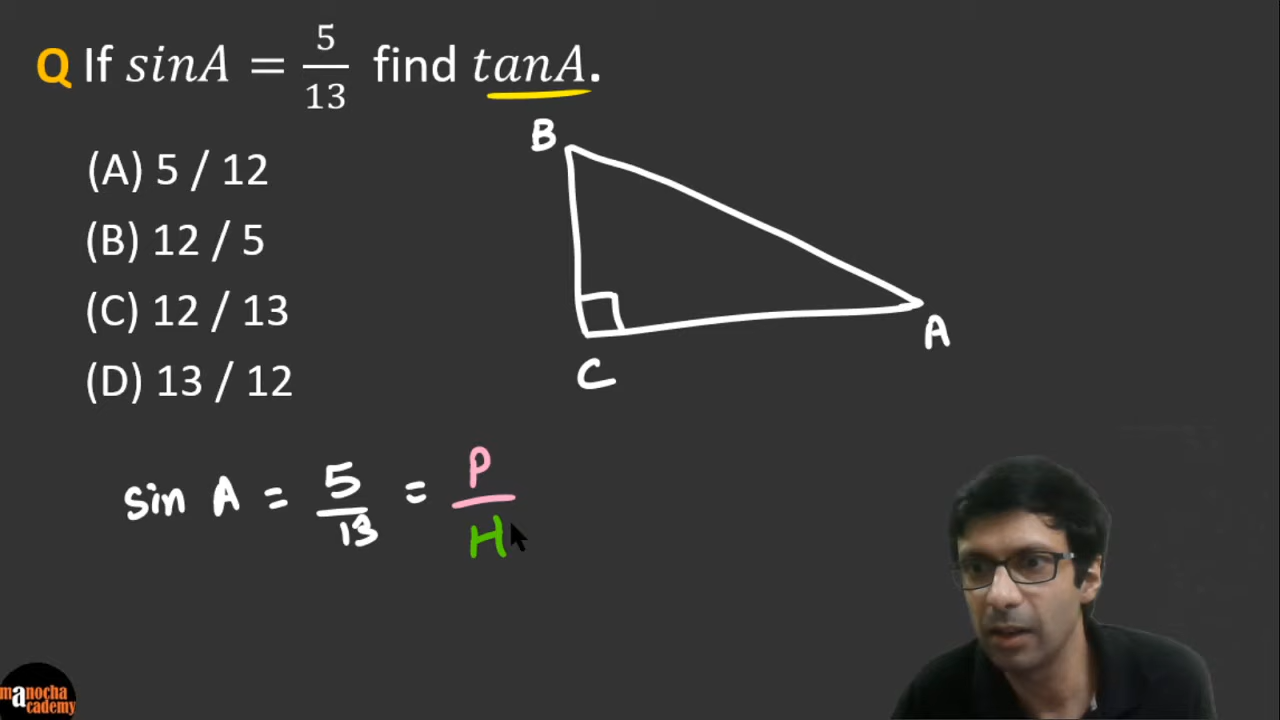 Q If sinA = 5/13 find tanA.
(A) 5 / 12
(B) 12 / 5
(C) 12 / 13
(D) 13 / 12
B
C
A
sin A = 5/13 = P/H
manocha
academy